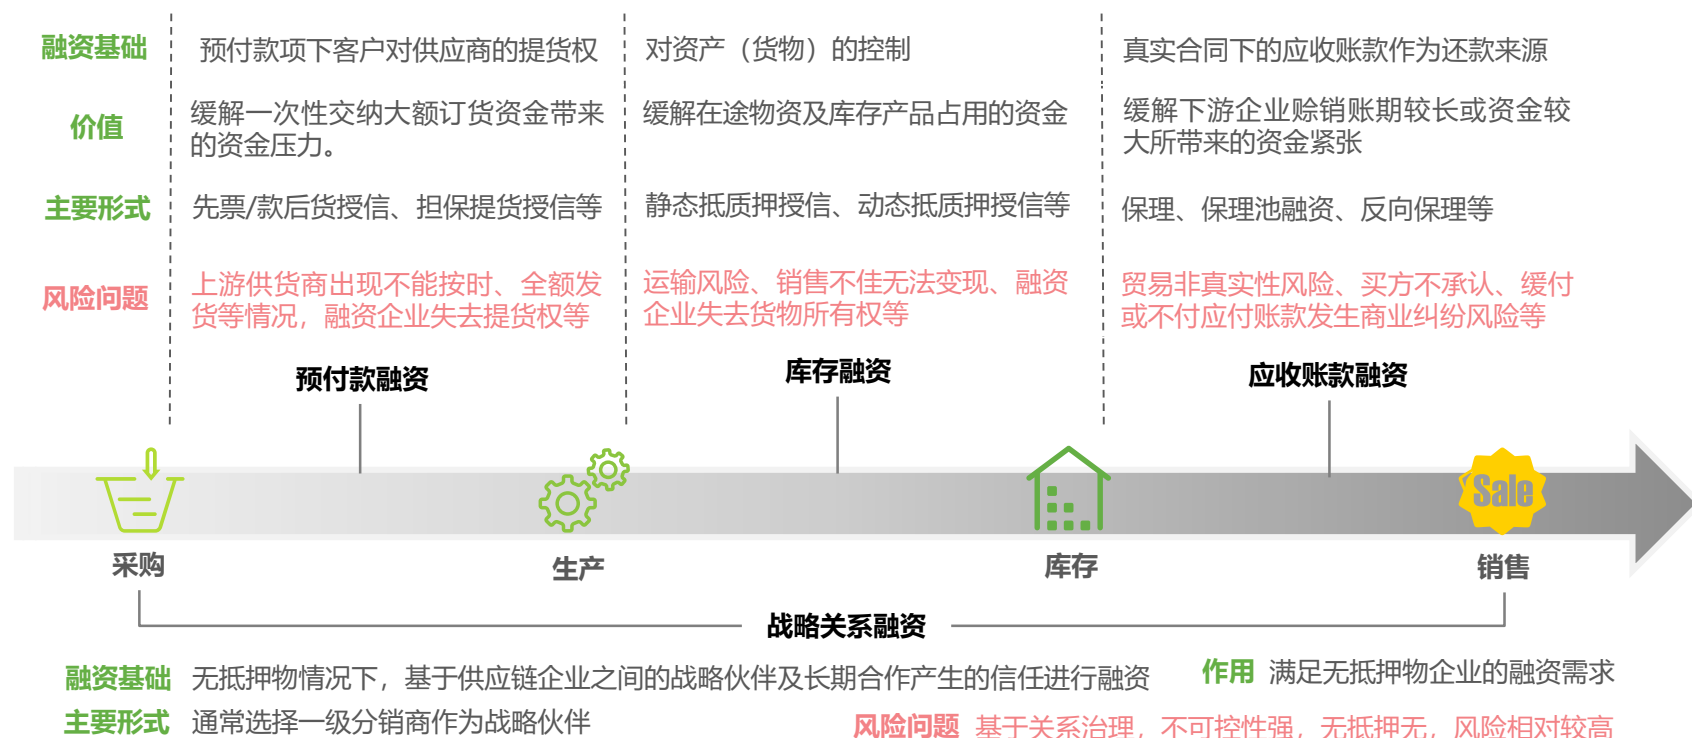 融资基础
预付款项下客户对供应商的提货权
对资产（货物）的控制
真实合同下的应收账款作为还款来源
价值
缓解一次性交纳大额订货资金带来
的资金压力。
缓解在途物资及库存产品占用的资金
缓解下游企业赊销账期较长或资金较
大所带来的资金紧张
主要形式
先票/款后货授信、担保提货授信等
静态抵质押授信、动态抵质押授信等
保理、保理池融资、反向保理等
风险问题
上游供货商出现不能按时、全额发
货等情况，融资企业失去提货权等
运输风险、销售不佳无法变现、融资
企业失去货物所有权等
贸易非真实性风险、买方不承认、缓付
或不付应付账款发生商业纠纷风险等
预付款融资
库存融资
应收账款融资
Sale
采购
生产
库存
销售
战略关系融资
融资基础 无抵押物情况下，基于供应链企业之间的战略伙伴及长期合作产生的信任进行融资
作用 满足无抵押物企业的融资需求
主要形式 通常选择一级分销商作为战略伙伴
风险问题 基于关系治理，不可控性强，无抵押无，风险相对较高